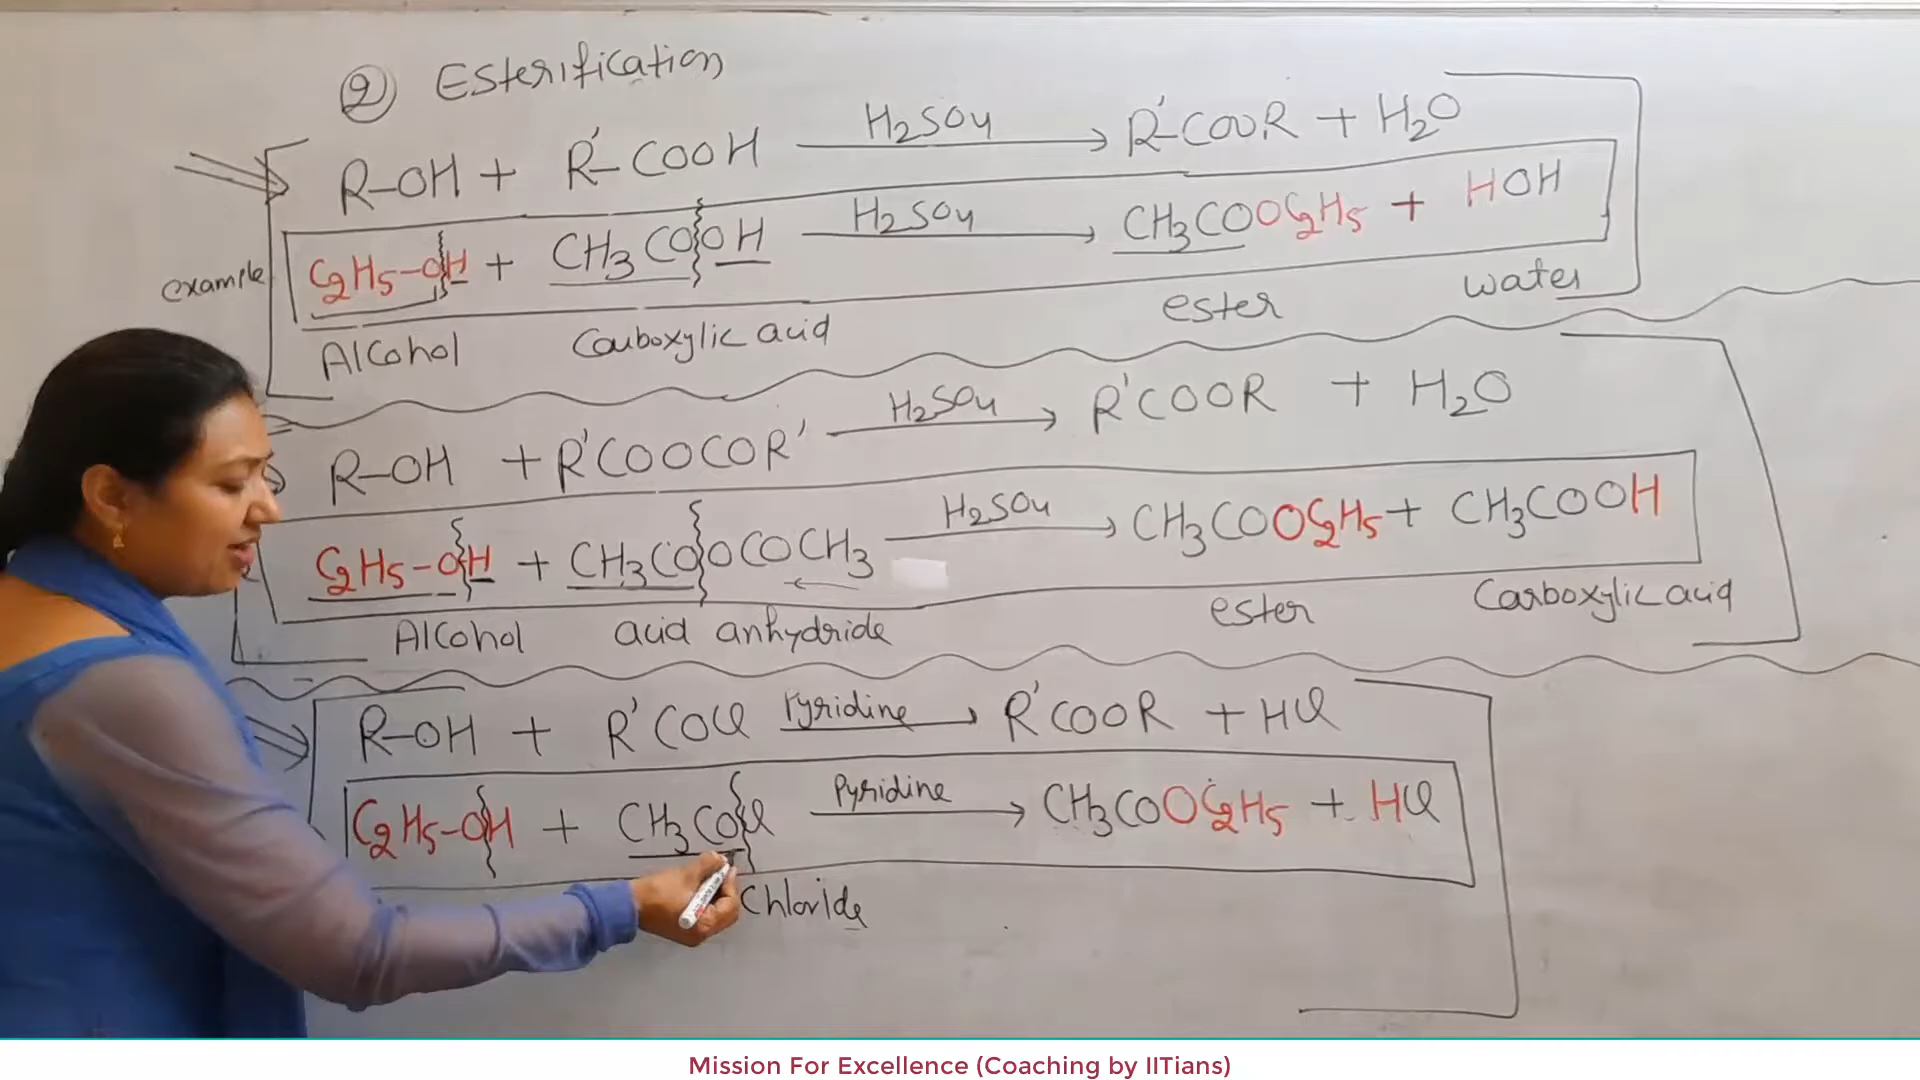 ② Esterification
R-OH + R'-COOH H2SO4 → R'-COOR + H2O
example C2H5-OH + CH3COOH H2SO4 → CH3COOC2H5 + HOH
Alcohol Carboxylic acid ester water
R-OH + R'COOCOR' H2SO4 → R'COOR + H2O
C2H5-OH + CH3COOCOCH3 H2SO4 → CH3COOC2H5 + CH3COOH
Alcohol acid anhydride ester Carboxylic acid
R-OH + R'COCl Pyridine → R'COOR + HCl
C2H5-OH + CH3COCl Pyridine → CH3COOC2H5 + HCl
Chloride
Mission For Excellence (Coaching by IITians)